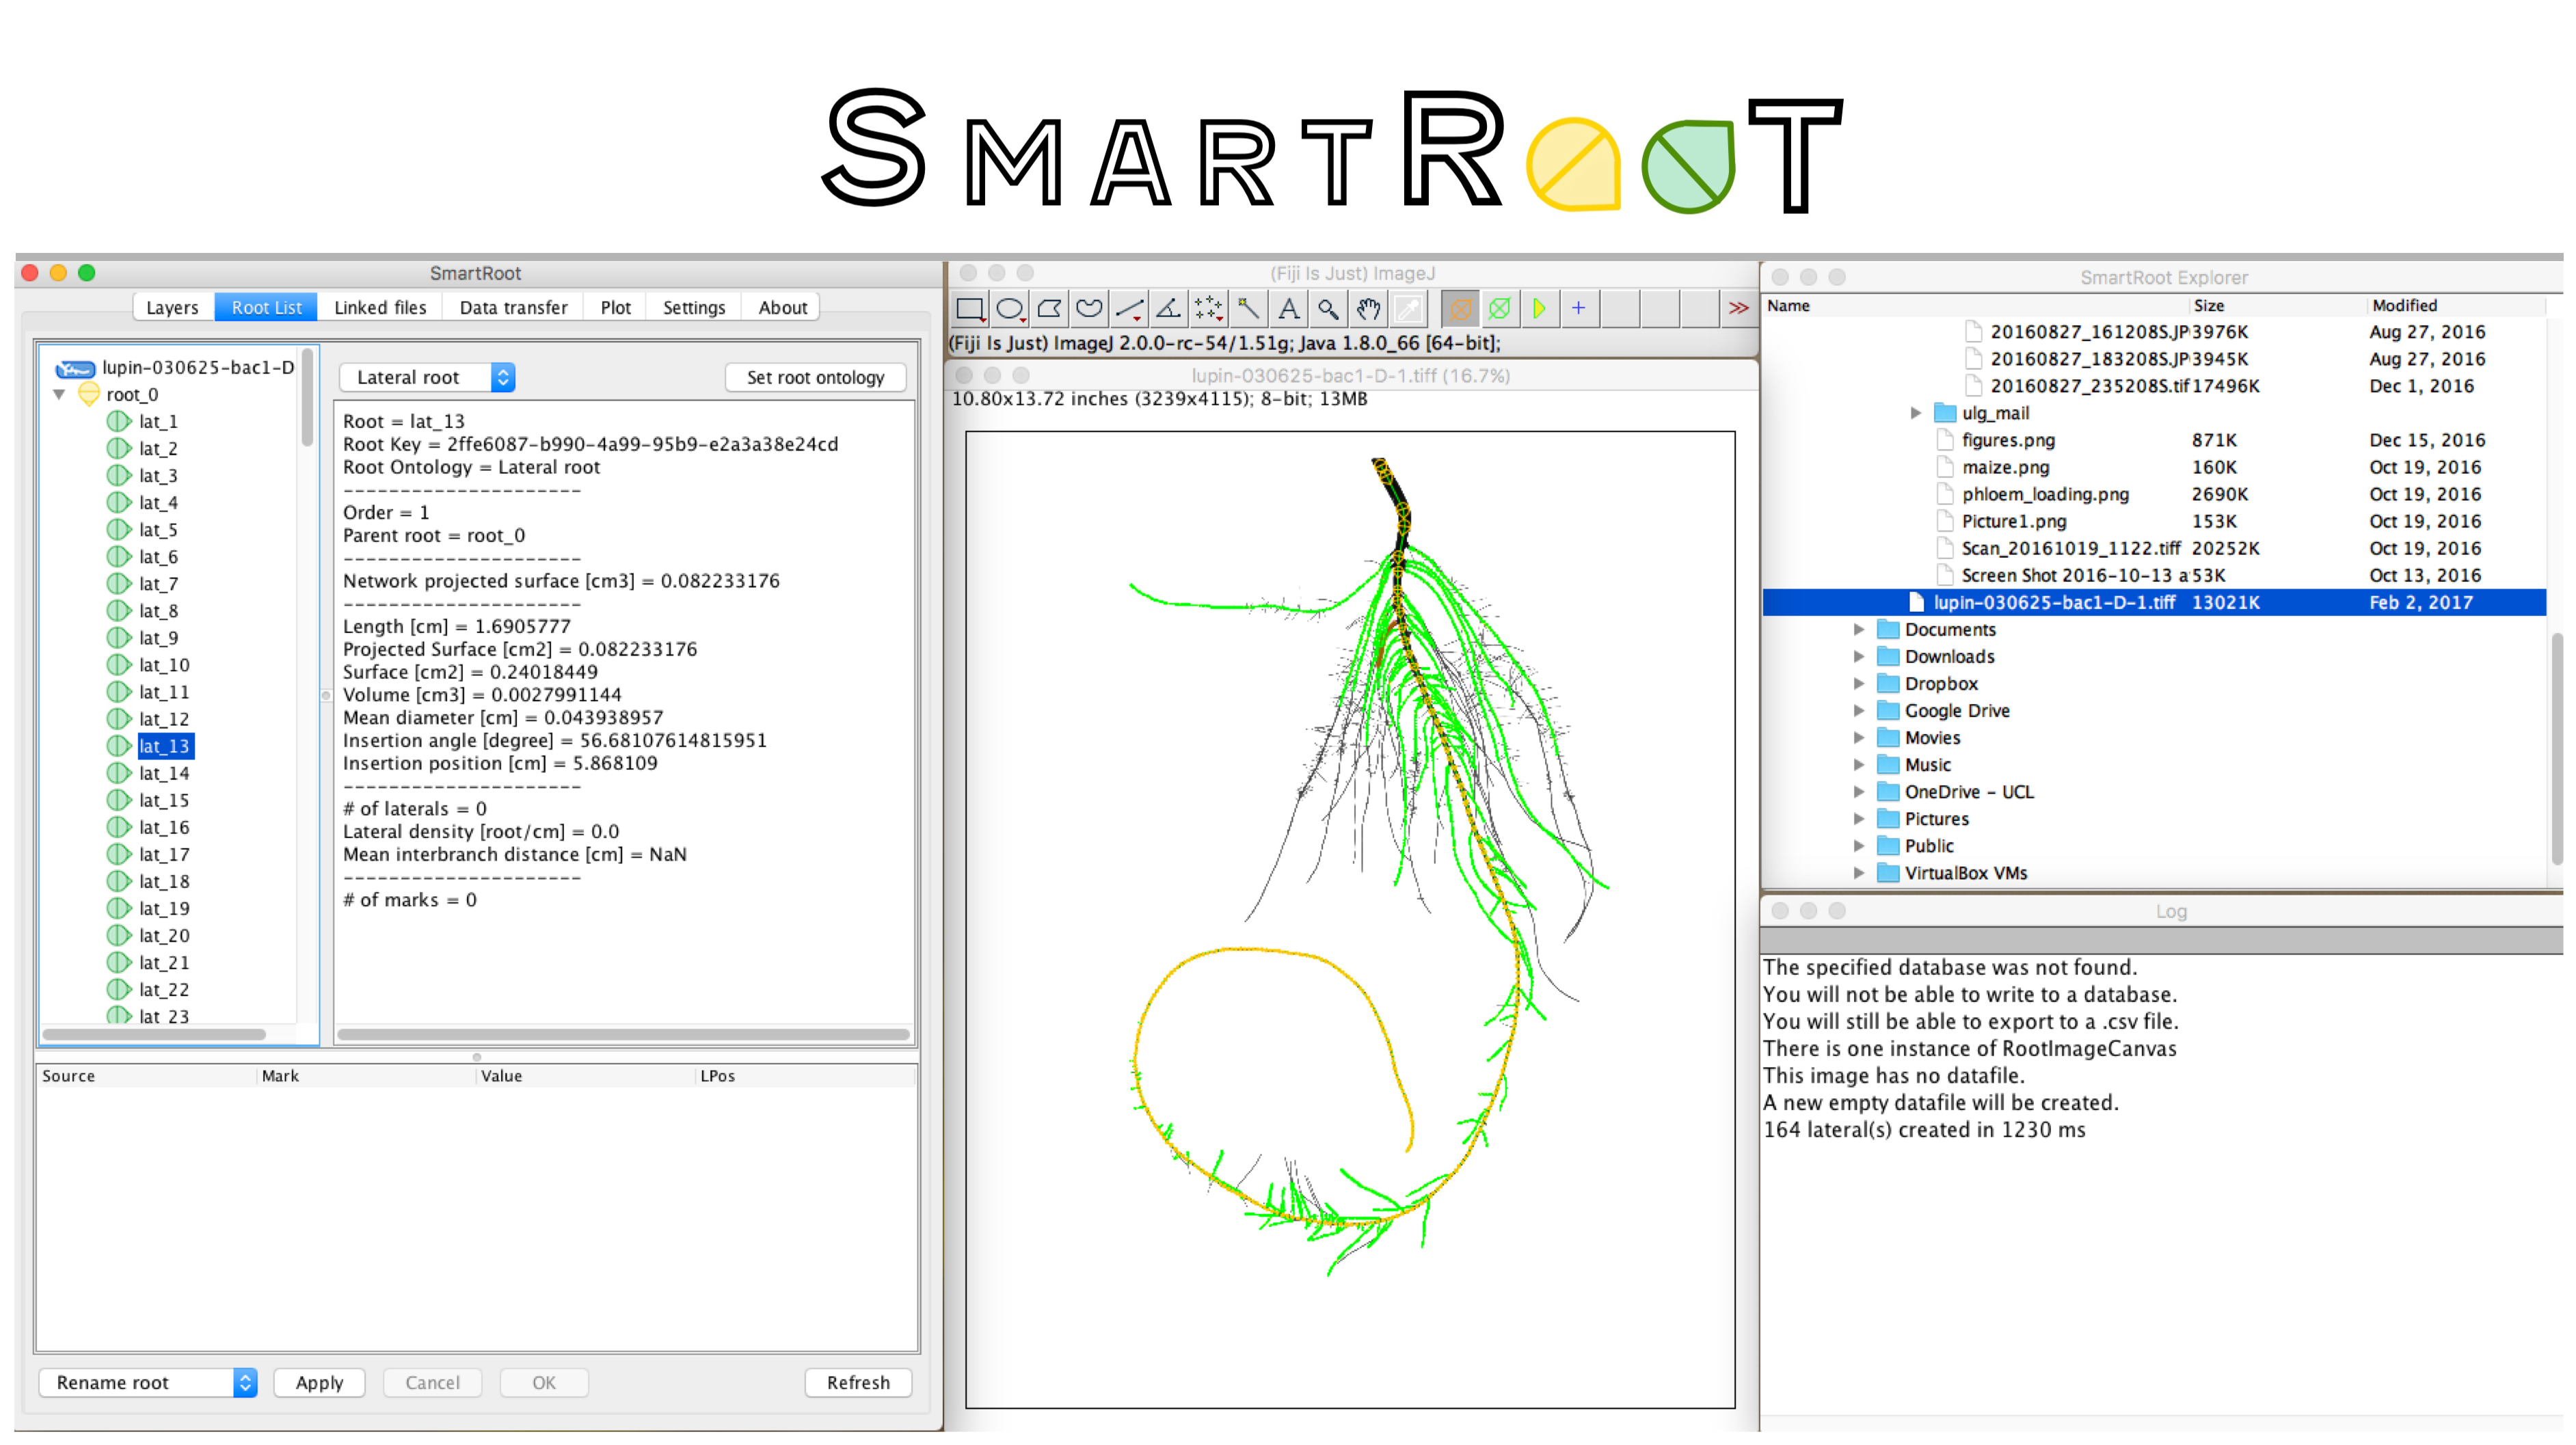 SMARTROOT
SmartRoot
Layers Root List Linked files Data transfer Plot Settings About
lupin-030625-bac1-D
root_0
lat_1
lat_2
lat_3
lat_4
lat_5
lat_6
lat_7
lat_8
lat_9
lat_10
lat_11
lat_12
lat_13
lat_14
lat_15
lat_16
lat_17
lat_18
lat_19
lat_20
lat_21
lat_22
lat_23
Lateral root Set root ontology
Root = lat_13
Root Key = 2ffe6087-b990-4a99-95b9-e2a3a38e24cd
Root Ontology = Lateral root
---------------------
Order = 1
Parent root = root_0
---------------------
Network projected surface [cm3] = 0.082233176
---------------------
Length [cm] = 1.6905777
Projected Surface [cm2] = 0.082233176
Surface [cm2] = 0.24018449
Volume [cm3] = 0.0027991144
Mean diameter [cm] = 0.043938957
Insertion angle [degree] = 56.68107614815951
Insertion position [cm] = 5.868109
---------------------
# of laterals = 0
Lateral density [root/cm] = 0.0
Mean interbranch distance [cm] = NaN
---------------------
# of marks = 0
Source Mark Value LPos
Rename root Apply Cancel OK Refresh
(Fiji Is Just) ImageJ
A
(Fiji Is Just) ImageJ 2.0.0-rc-54/1.51g; Java 1.8.0_66 [64-bit];
lupin-030625-bac1-D-1.tiff (16.7%)
10.80x13.72 inches (3239x4115); 8-bit; 13MB
SmartRoot Explorer
Name Size Modified
20160827_161208S.JP 3976K Aug 27, 2016
20160827_183208S.JP 3945K Aug 27, 2016
20160827_235208S.tif 17496K Dec 1, 2016
ulg_mail
figures.png 871K Dec 15, 2016
maize.png 160K Oct 19, 2016
phloem_loading.png 2690K Oct 19, 2016
Picture1.png 153K Oct 19, 2016
Scan_20161019_1122.tiff 20252K Oct 19, 2016
Screen Shot 2016-10-13 a 53K Oct 13, 2016
lupin-030625-bac1-D-1.tiff 13021K Feb 2, 2017
Documents
Downloads
Dropbox
Google Drive
Movies
Music
OneDrive - UCL
Pictures
Public
VirtualBox VMs
Log
The specified database was not found.
You will not be able to write to a database.
You will still be able to export to a .csv file.
There is one instance of RootImageCanvas
This image has no datafile.
A new empty datafile will be created.
164 lateral(s) created in 1230 ms